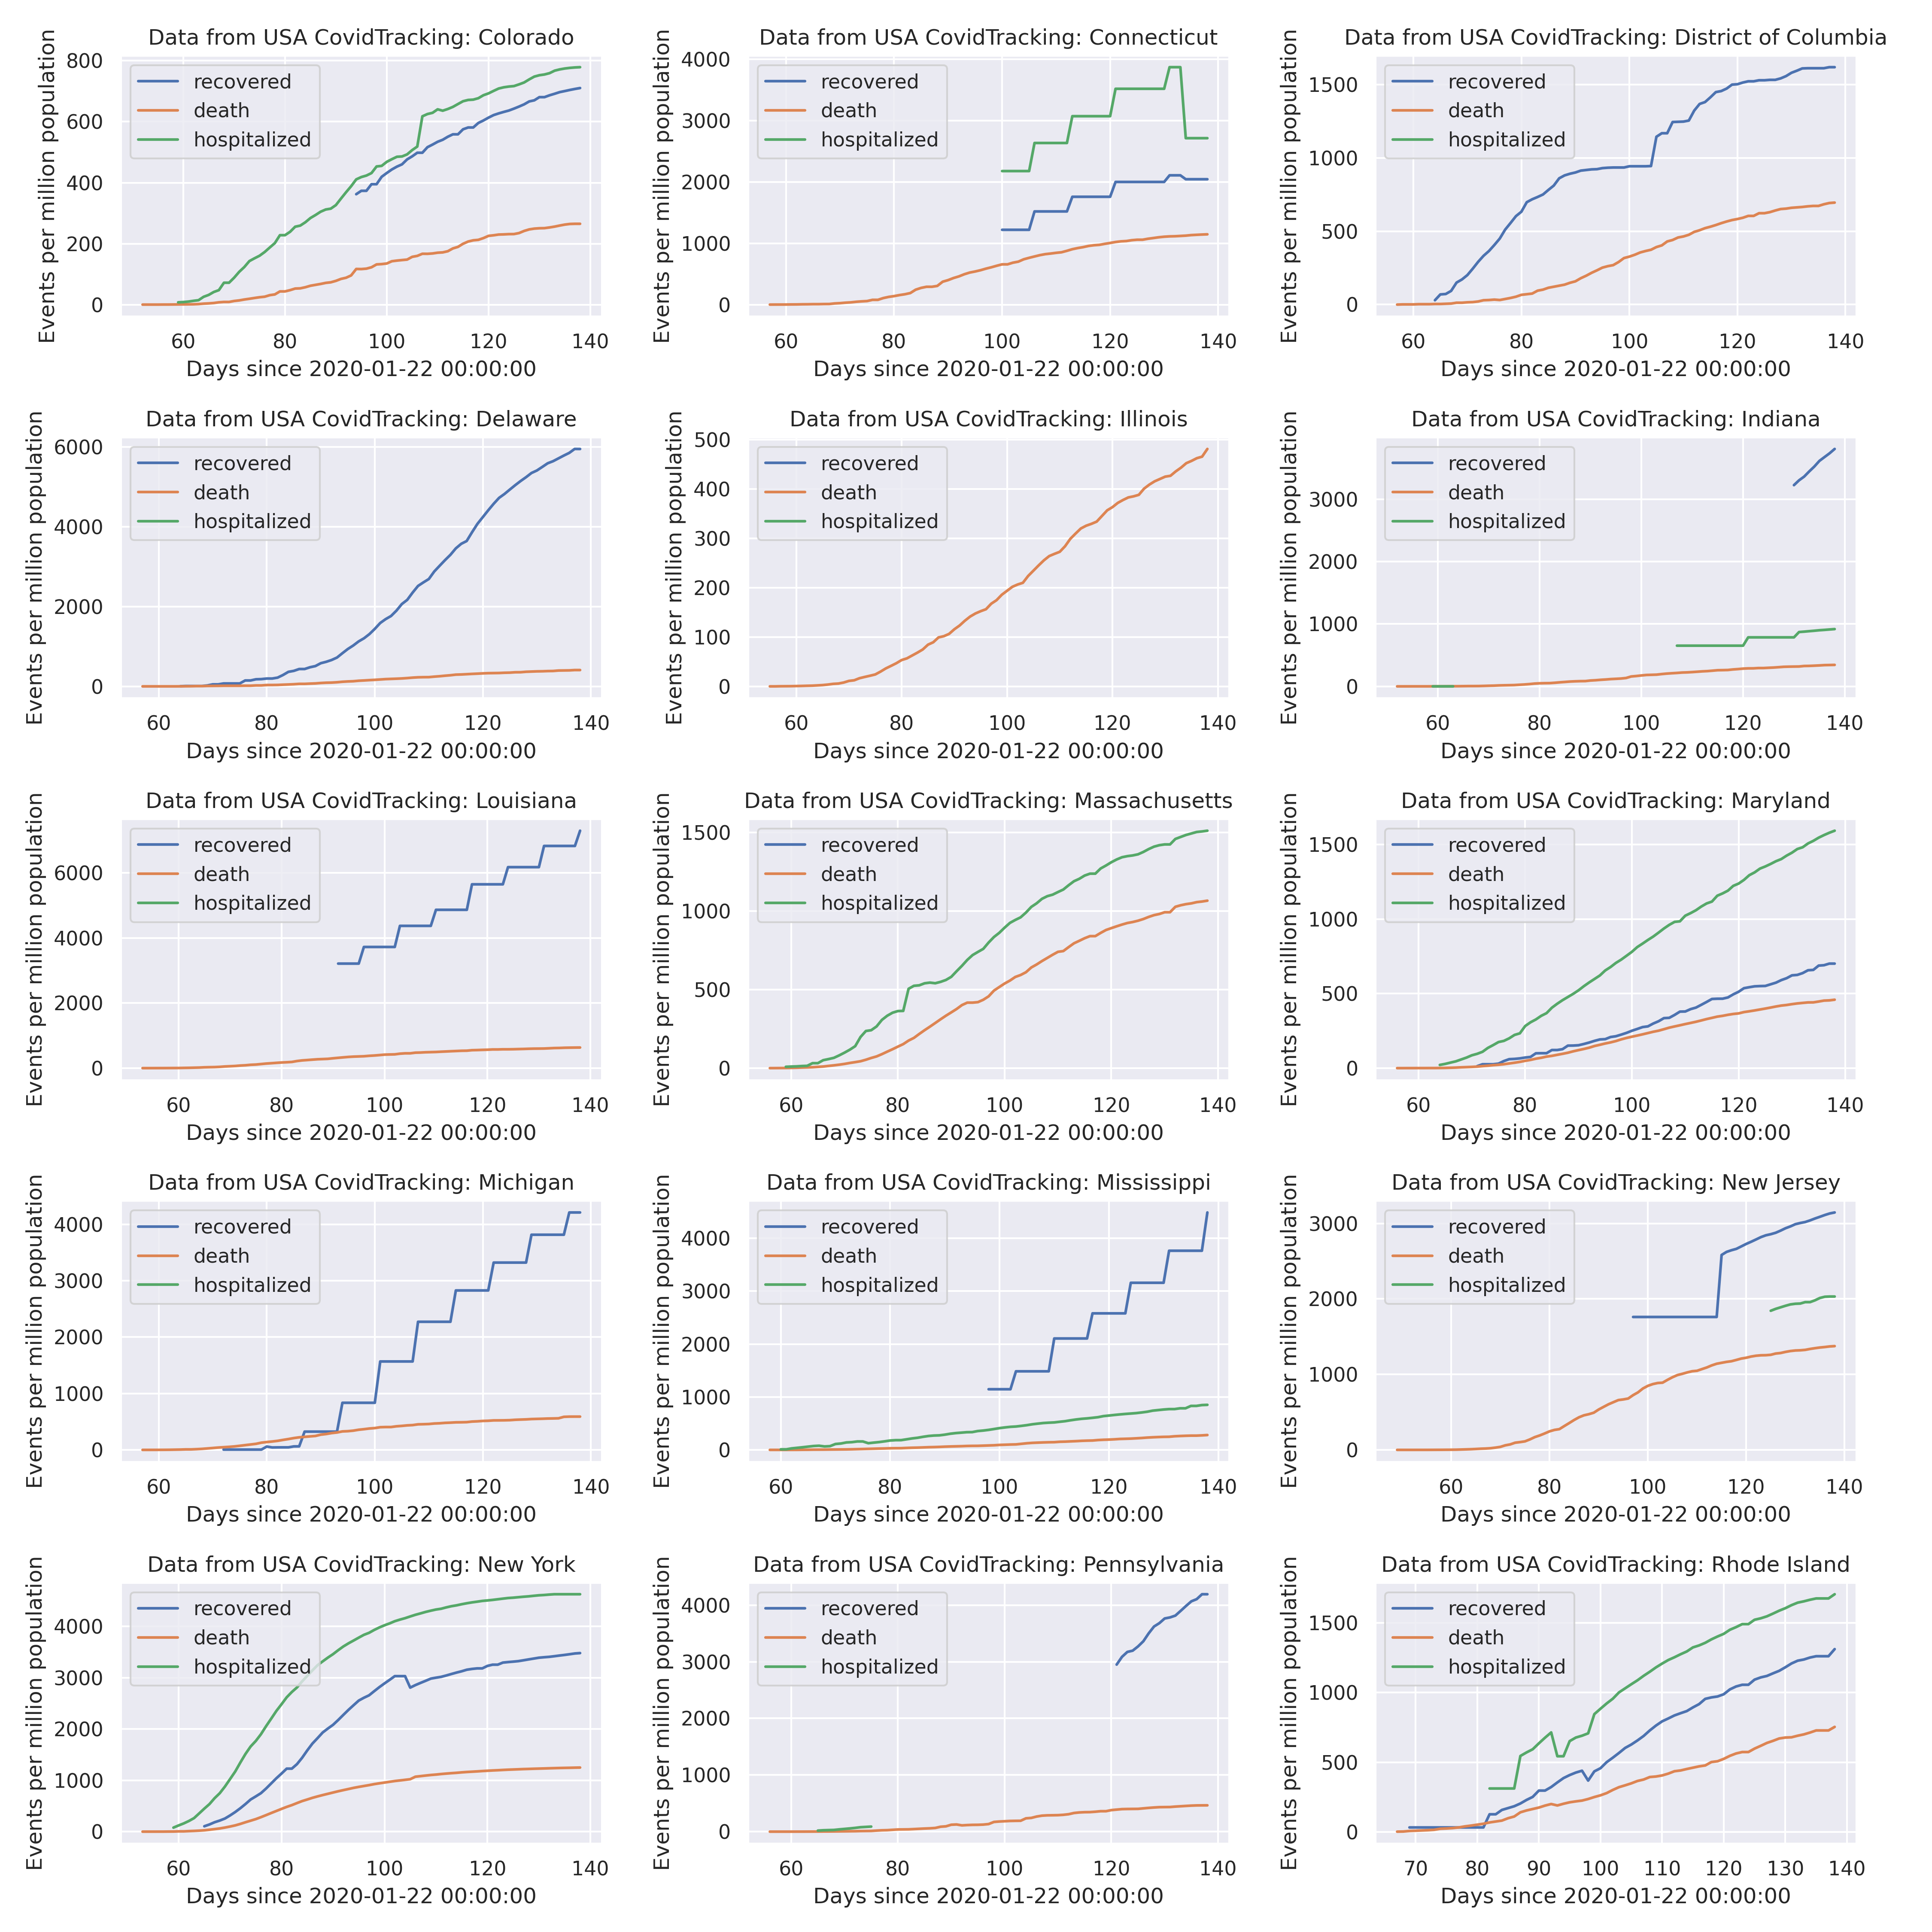 Data from USA CovidTracking: Colorado
Events per million population
800
600
400
200
0
recovered
death
hospitalized
60 80 100 120 140
Days since 2020-01-22 00:00:00
Data from USA CovidTracking: Connecticut
Events per million population
4000
3000
2000
1000
0
recovered
death
hospitalized
60 80 100 120 140
Days since 2020-01-22 00:00:00
Data from USA CovidTracking: District of Columbia
Events per million population
1500
1000
500
0
recovered
death
hospitalized
60 80 100 120 140
Days since 2020-01-22 00:00:00
Data from USA CovidTracking: Delaware
Events per million population
6000
4000
2000
0
recovered
death
hospitalized
60 80 100 120 140
Days since 2020-01-22 00:00:00
Data from USA CovidTracking: Illinois
Events per million population
500
400
300
200
100
0
recovered
death
hospitalized
60 80 100 120 140
Days since 2020-01-22 00:00:00
Data from USA CovidTracking: Indiana
Events per million population
3000
2000
1000
0
recovered
death
hospitalized
60 80 100 120 140
Days since 2020-01-22 00:00:00
Data from USA CovidTracking: Louisiana
Events per million population
6000
4000
2000
0
recovered
death
hospitalized
60 80 100 120 140
Days since 2020-01-22 00:00:00
Data from USA CovidTracking: Massachusetts
Events per million population
1500
1000
500
0
recovered
death
hospitalized
60 80 100 120 140
Days since 2020-01-22 00:00:00
Data from USA CovidTracking: Maryland
Events per million population
1500
1000
500
0
recovered
death
hospitalized
60 80 100 120 140
Days since 2020-01-22 00:00:00
Data from USA CovidTracking: Michigan
Events per million population
4000
3000
2000
1000
0
recovered
death
hospitalized
60 80 100 120 140
Days since 2020-01-22 00:00:00
Data from USA CovidTracking: Mississippi
Events per million population
4000
3000
2000
1000
0
recovered
death
hospitalized
60 80 100 120 140
Days since 2020-01-22 00:00:00
Data from USA CovidTracking: New Jersey
Events per million population
3000
2000
1000
0
recovered
death
hospitalized
60 80 100 120 140
Days since 2020-01-22 00:00:00
Data from USA CovidTracking: New York
Events per million population
4000
3000
2000
1000
0
recovered
death
hospitalized
60 80 100 120 140
Days since 2020-01-22 00:00:00
Data from USA CovidTracking: Pennsylvania
Events per million population
4000
3000
2000
1000
0
recovered
death
hospitalized
60 80 100 120 140
Days since 2020-01-22 00:00:00
Data from USA CovidTracking: Rhode Island
Events per million population
1500
1000
500
0
recovered
death
hospitalized
70 80 90 100 110 120 130 140
Days since 2020-01-22 00:00:00